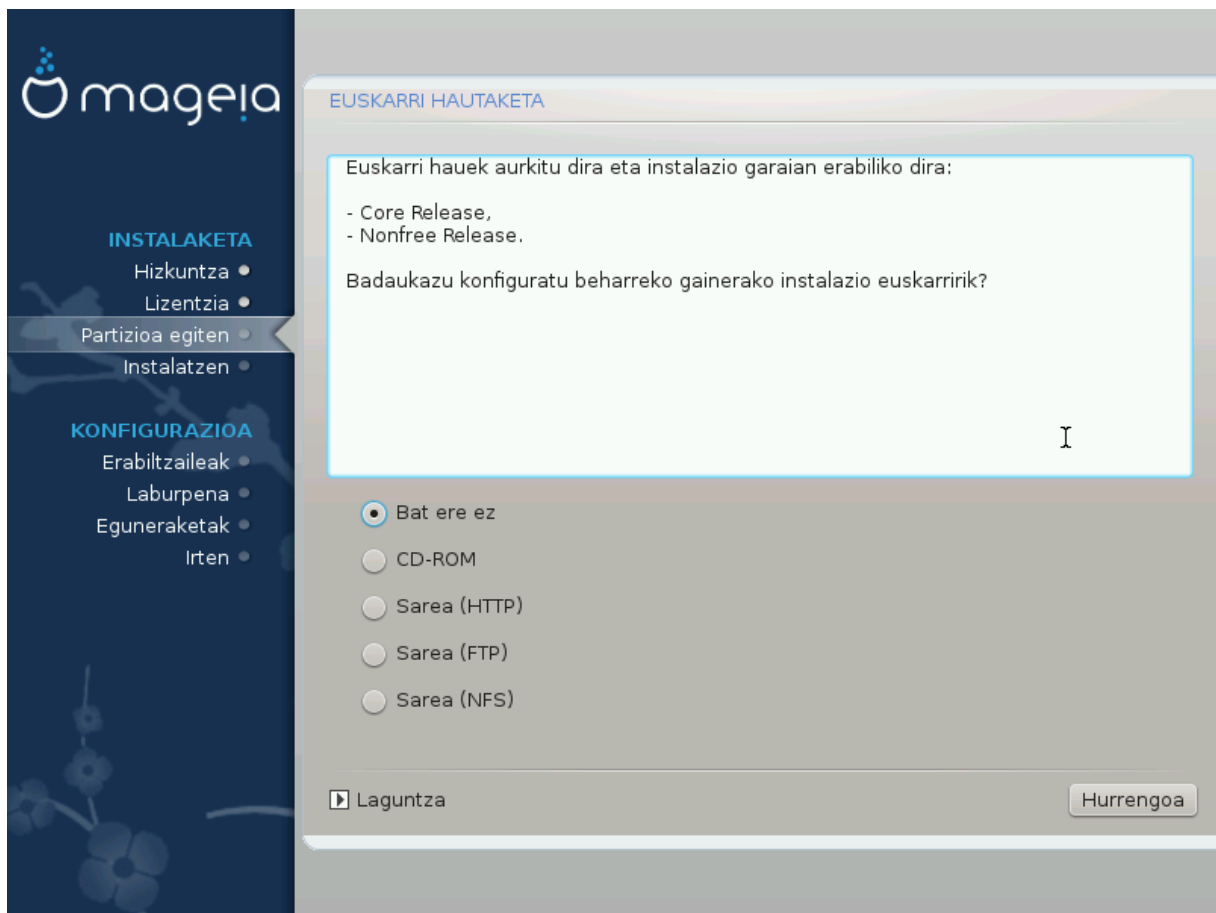 mageia
INSTALAKETA
Hizkuntza
Lizentzia
Partizioa egiten
Instalatzen
KONFIGURAZIOA
Erabiltzaileak
Laburpena
Eguneraketak
Irten
EUSKARRI HAUTAKETA
Euskarri hauek aurkitu dira eta instalazio garaian erabiliko dira:
- Core Release,
- Nonfree Release.
Badaukazu konfiguratu beharreko gainerako instalazio euskarririk?
Bat ere ez
CD-ROM
Sarea (HTTP)
Sarea (FTP)
Sarea (NFS)
Laguntza
Hurrengoa